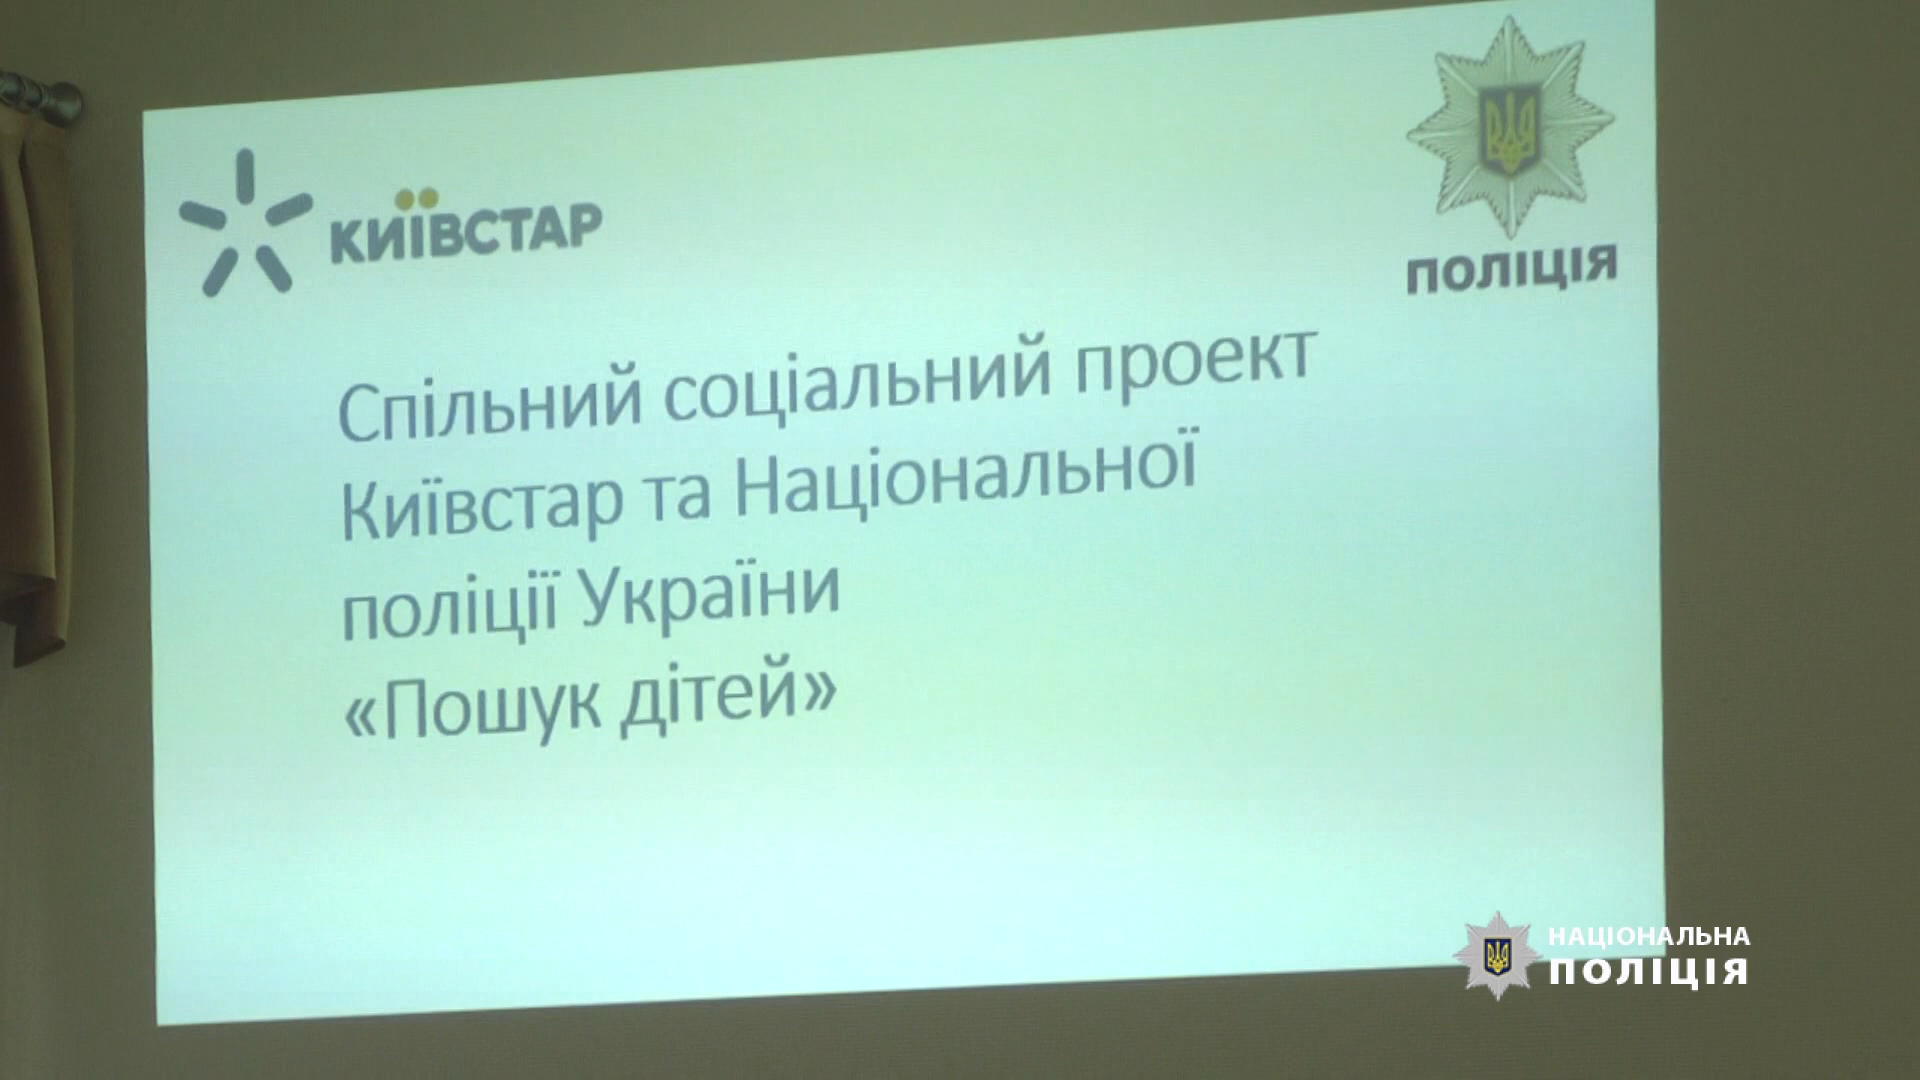 КИЇВСТАР
ПОЛІЦІЯ
Спільний соціальний проект
Київстар та Національної
поліції України
«Пошук дітей»
НАЦІОНАЛЬНА
ПОЛІЦІЯ